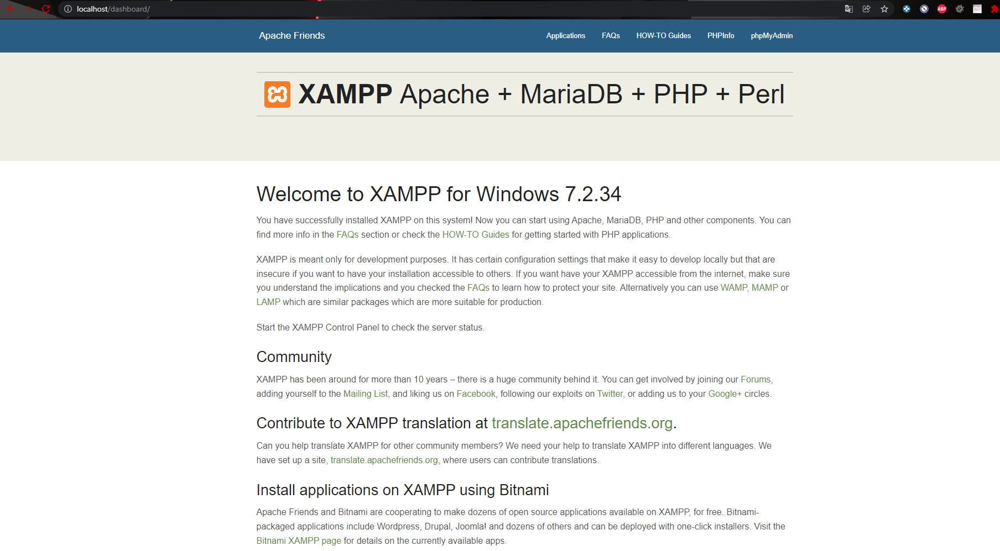 localhost/dashboard/
ABP
Apache Friends
Applications FAQs HOW-TO Guides PHPInfo phpMyAdmin
XAMPP Apache + MariaDB + PHP + Perl
Welcome to XAMPP for Windows 7.2.34
You have successfully installed XAMPP on this system! Now you can start using Apache, MariaDB, PHP and other components. You can
find more info in the FAQs section or check the HOW-TO Guides for getting started with PHP applications.
XAMPP is meant only for development purposes. It has certain configuration settings that make it easy to develop locally but that are
insecure if you want to have your installation accessible to others. If you want have your XAMPP accessible from the internet, make sure
you understand the implications and you checked the FAQs to learn how to protect your site. Alternatively you can use WAMP, MAMP or
LAMP which are similar packages which are more suitable for production.
Start the XAMPP Control Panel to check the server status.
Community
XAMPP has been around for more than 10 years – there is a huge community behind it. You can get involved by joining our Forums,
adding yourself to the Mailing List, and liking us on Facebook, following our exploits on Twitter, or adding us to your Google+ circles.
Contribute to XAMPP translation at translate.apachefriends.org.
Can you help translate XAMPP for other community members? We need your help to translate XAMPP into different languages. We
have set up a site, translate.apachefriends.org, where users can contribute translations.
Install applications on XAMPP using Bitnami
Apache Friends and Bitnami are cooperating to make dozens of open source applications available on XAMPP, for free. Bitnami-
packaged applications include Wordpress, Drupal, Joomla! and dozens of others and can be deployed with one-click installers. Visit the
Bitnami XAMPP page for details on the currently available apps.